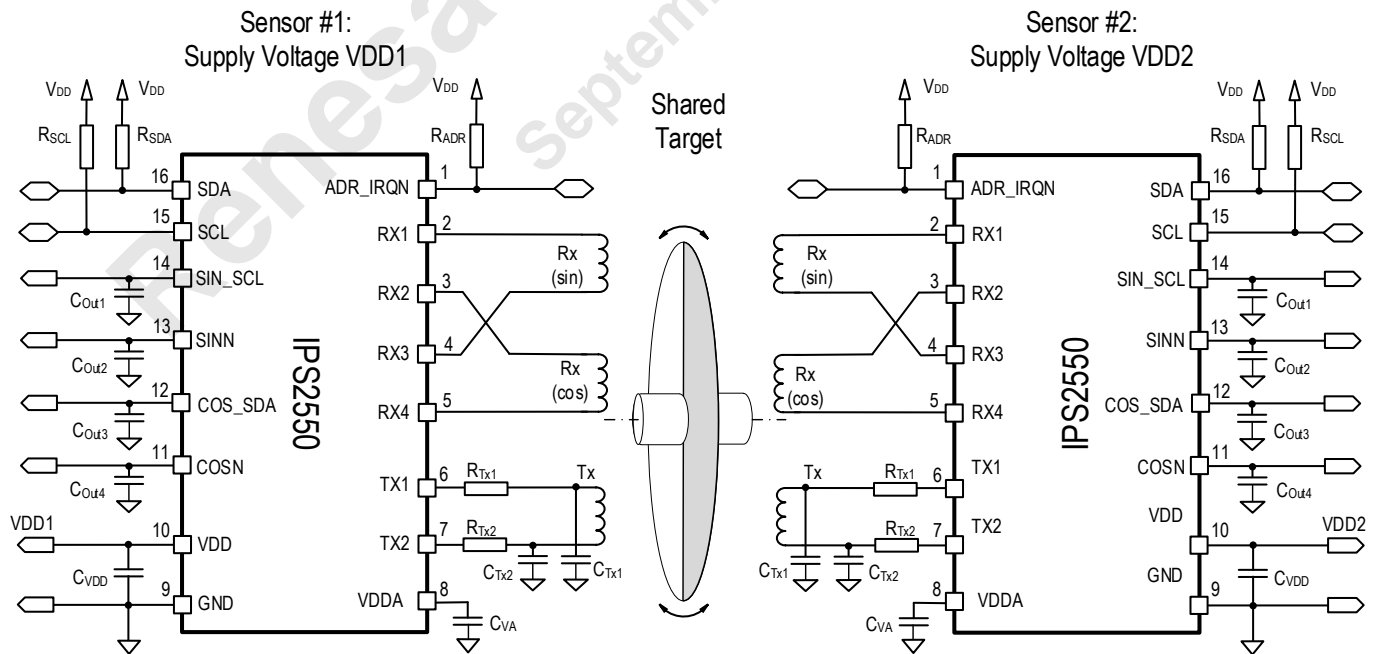 Renesa
Septem
Sensor #1:
Supply Voltage VDD1
Sensor #2:
Supply Voltage VDD2
Shared
Target
VDD
VDD
VDD
RSCL
RSDA
RADR
16
SDA
15
SCL
14
SIN_SCL
COut1
13
SINN
COut2
12
COS_SDA
COut3
11
COSN
COut4
VDD1
10
VDD
CVDD
9
GND
IPS2550
1
ADR_IRQN
2
RX1
3
RX2
4
RX3
5
RX4
6
TX1
7
TX2
8
VDDA
Rx
(sin)
Rx
(cos)
RTx1
Tx
RTx2
CTx2
CTx1
CVA
VDD
VDD
VDD
RADR
RSDA
RSCL
1
ADR_IRQN
2
RX1
3
RX2
4
RX3
5
RX4
6
TX1
7
TX2
8
VDDA
Rx
(sin)
Rx
(cos)
Tx
RTx1
RTx2
CTx1
CTx2
CVA
IPS2550
16
SDA
15
SCL
14
SIN_SCL
COut1
13
SINN
COut2
12
COS_SDA
COut3
11
COSN
COut4
VDD
10
VDD2
CVDD
GND
9